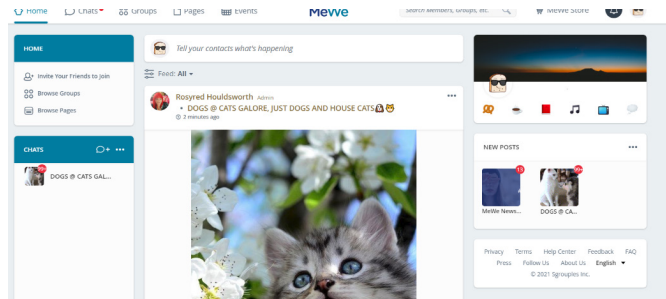 Home
Chats
Groups
Pages
Events
MeWe
Search Members, Groups, etc.
MeWe Store
HOME
Invite Your Friends to Join
Browse Groups
Browse Pages
CHATS
99+
DOGS @ CATS GAL...
Tell your contacts what's happening
Feed: All
Rosyred Houldsworth Admin
DOGS @ CATS GALORE, JUST DOGS AND HOUSE CATS
2 minutes ago
NEW POSTS
99+
MeWe News...
DOGS @ CA...
Privacy Terms Help Center Feedback FAQ
Press Follow Us About Us English
© 2021 Sgrouples Inc.